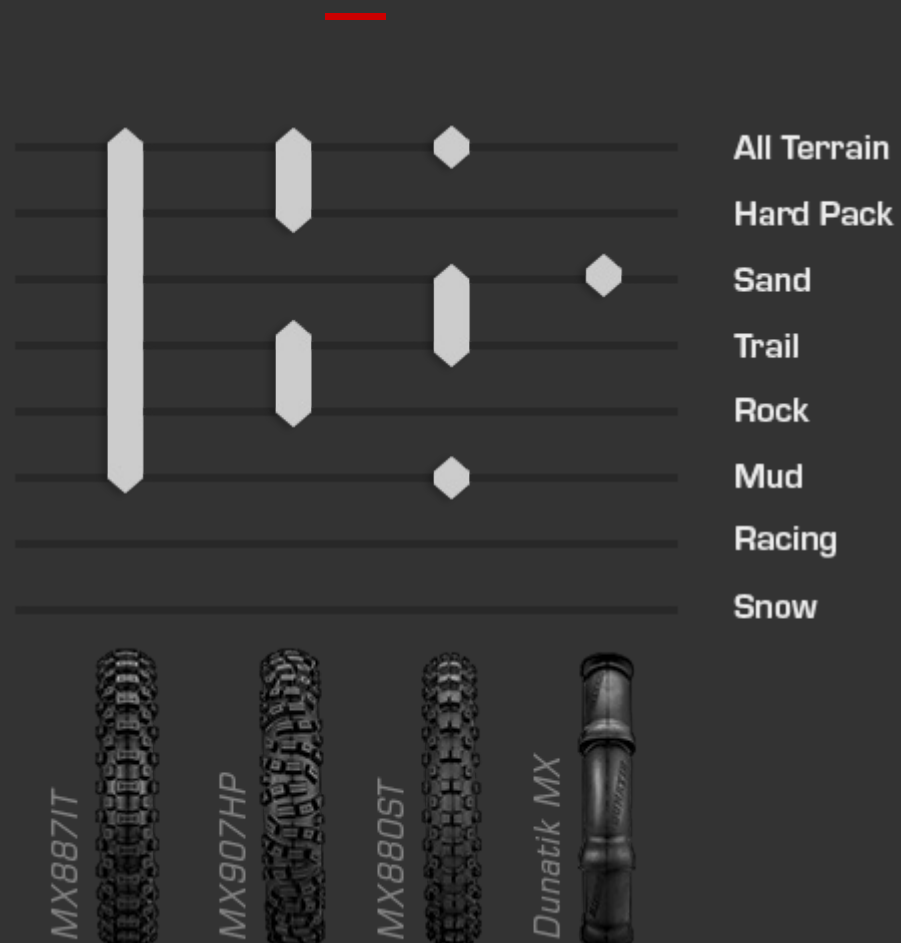 All Terrain
Hard Pack
Sand
Trail
Rock
Mud
Racing
Snow
MX887IT
MX907HP
MX880ST
Dunatik MX